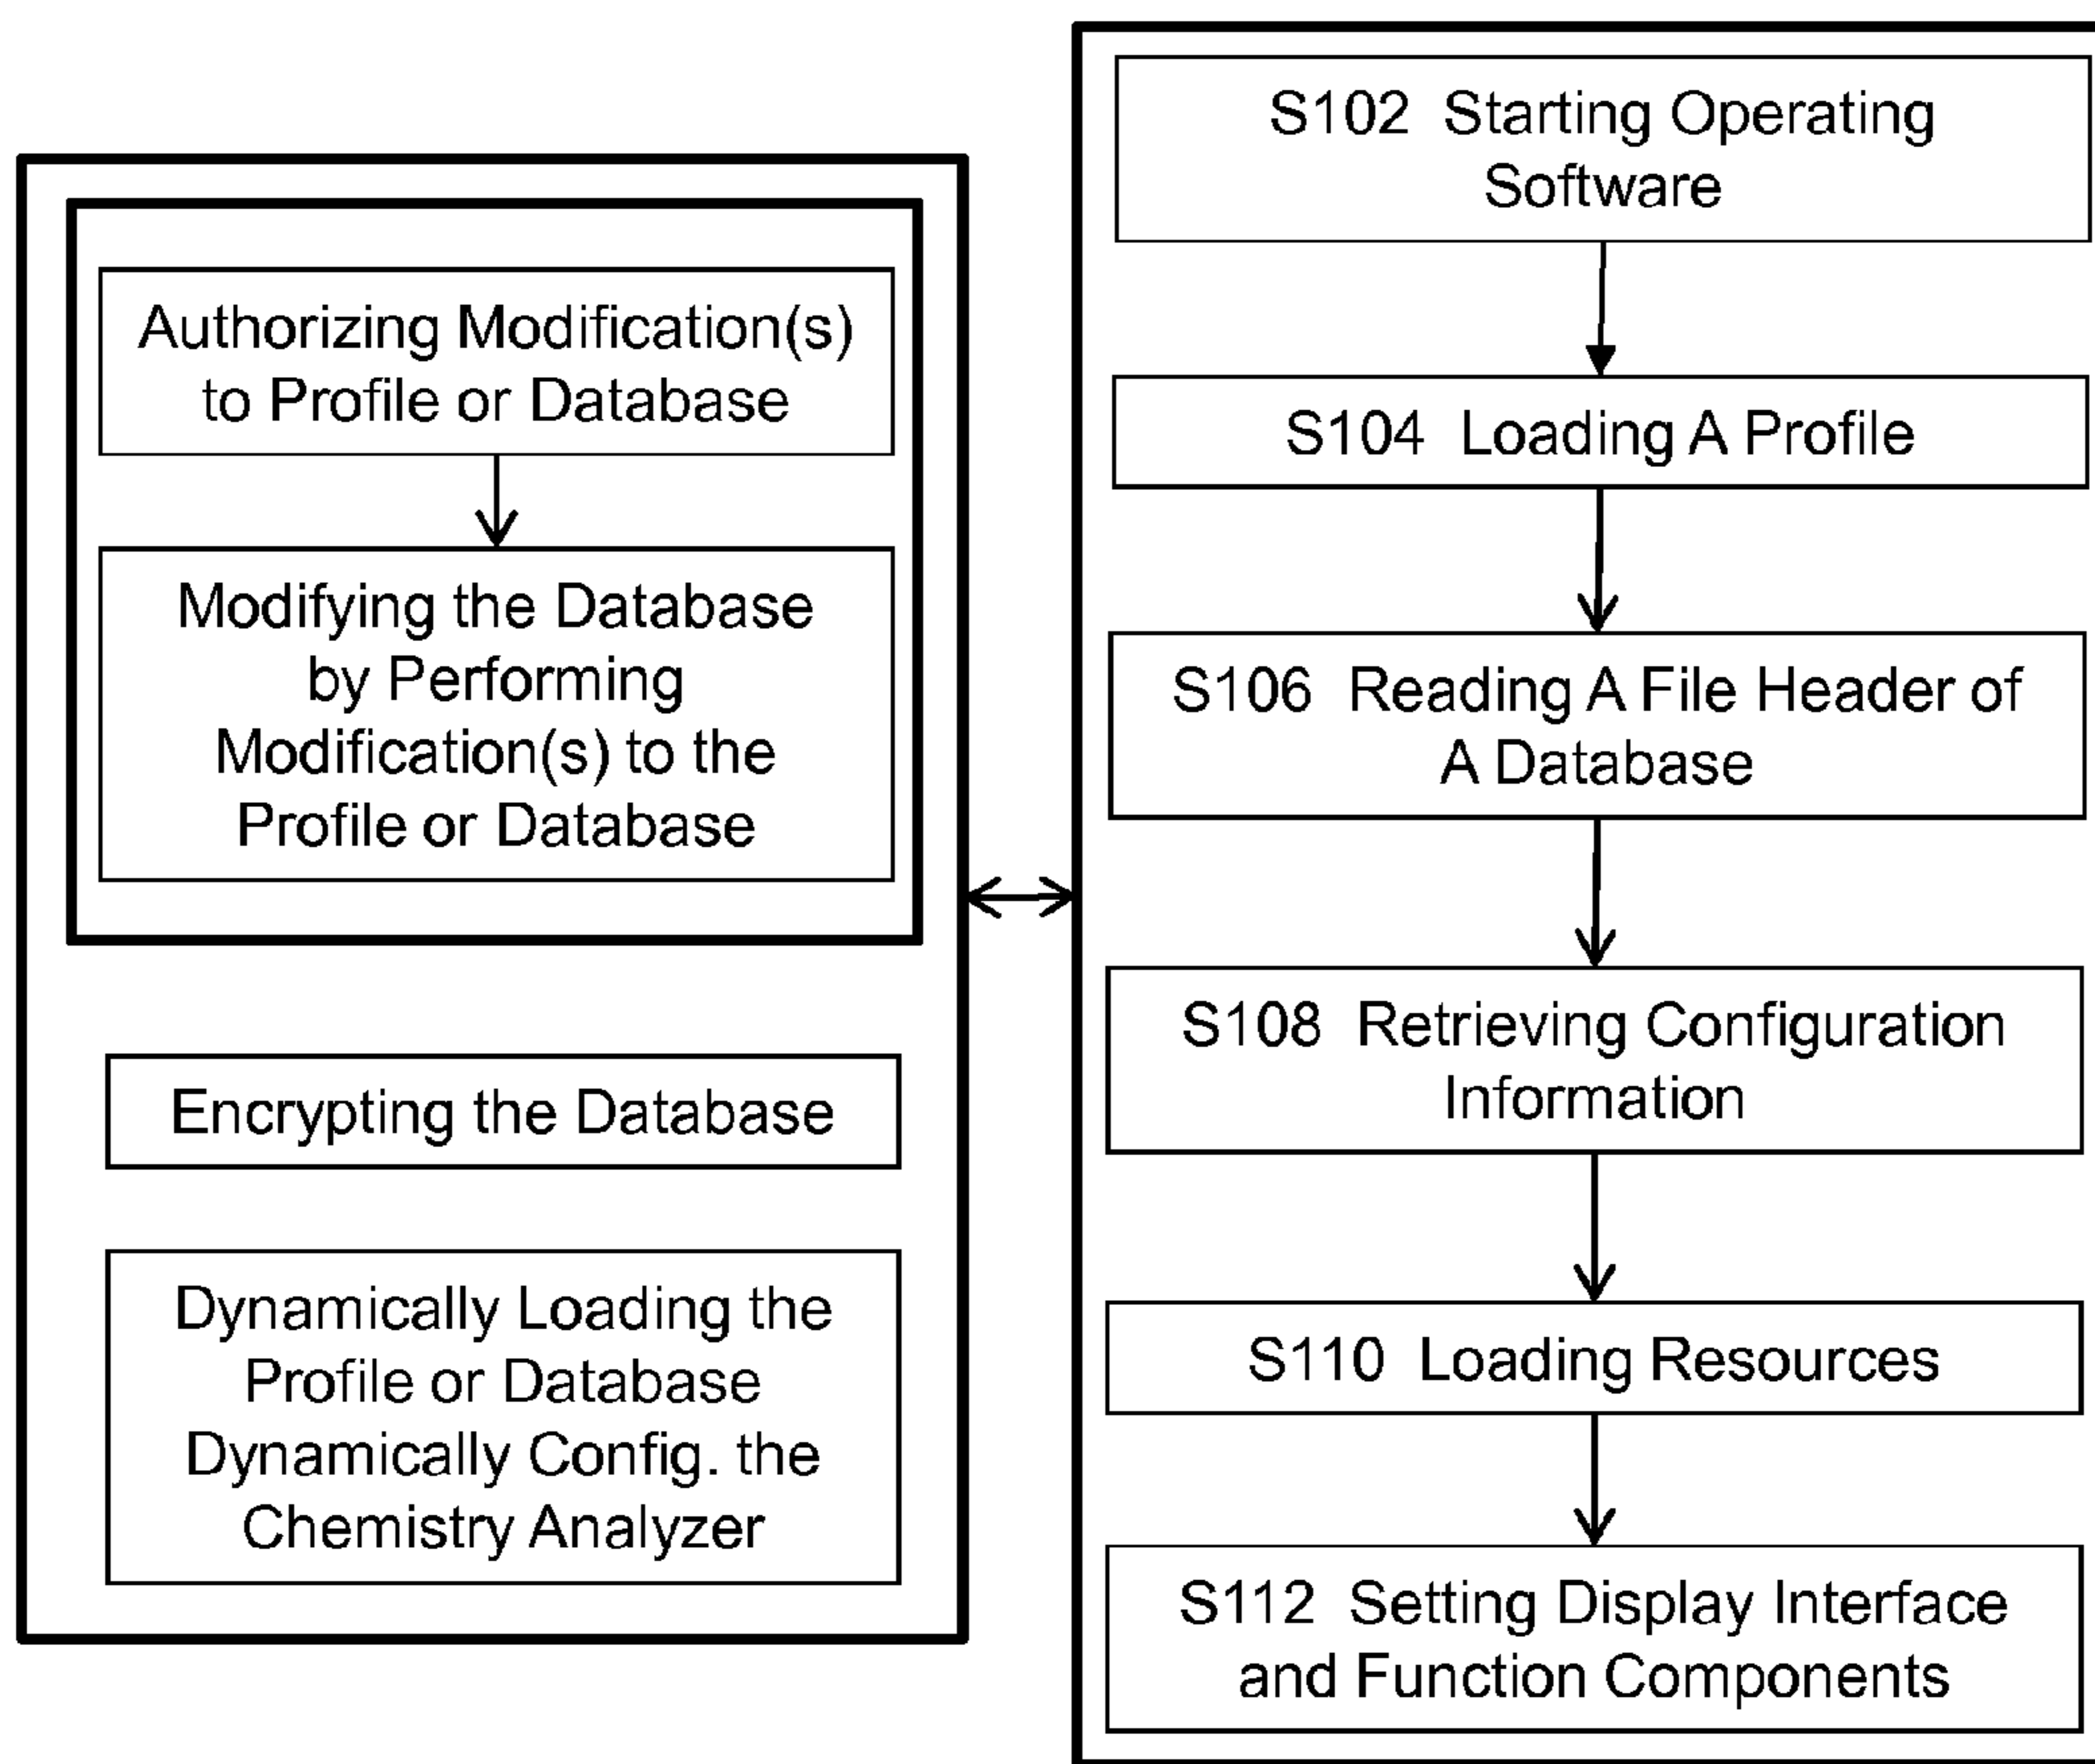 Authorizing Modification(s)
to Profile or Database
Modifying the Database
by Performing
Modification(s) to the
Profile or Database
Encrypting the Database
Dynamically Loading the
Profile or Database
Dynamically Config. the
Chemistry Analyzer
S102 Starting Operating
Software
S104 Loading A Profile
S106 Reading A File Header of
A Database
S108 Retrieving Configuration
Information
S110 Loading Resources
S112 Setting Display Interface
and Function Components